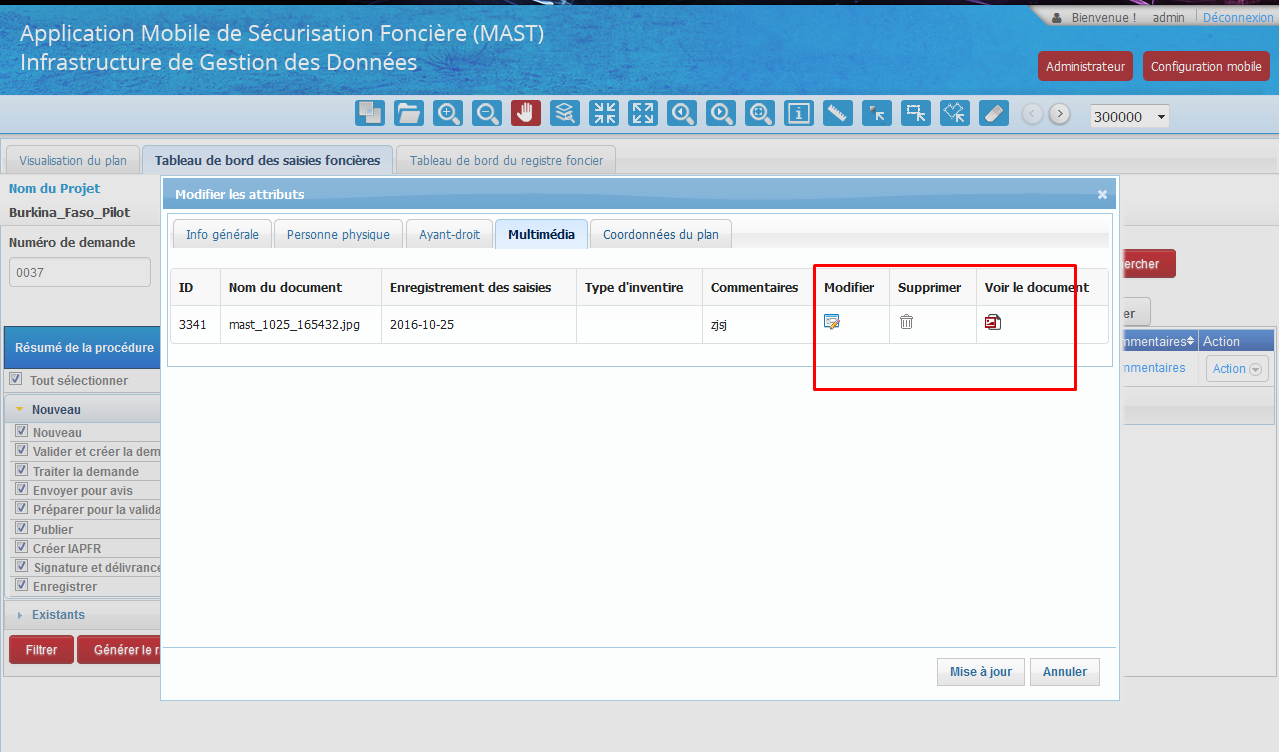 Application Mobile de Sécurisation Foncière (MAST)
Infrastructure de Gestion des Données
Bienvenue ! admin Déconnexion
Administrateur Configuration mobile
300000
Visualisation du plan Tableau de bord des saisies foncières Tableau de bord du registre foncier
Nom du Projet
Burkina_Faso_Pilot
Numéro de demande
0037
Résumé de la procédure
Tout sélectionner
Nouveau
Nouveau
Valider et créer la dem
Traiter la demande
Envoyer pour avis
Préparer pour la valida
Publier
Créer IAPFR
Signature et délivrance
Enregistrer
Existants
Filtrer Générer le r
Modifier les attributs
Info générale Personne physique Ayant-droit Multimédia Coordonnées du plan
ID Nom du document Enregistrement des saisies Type d'inventire Commentaires Modifier Supprimer Voir le document
3341 mast_1025_165432.jpg 2016-10-25 zjsj
Mise à jour Annuler
ercher
er
mmentaires Action
mmentaires Action